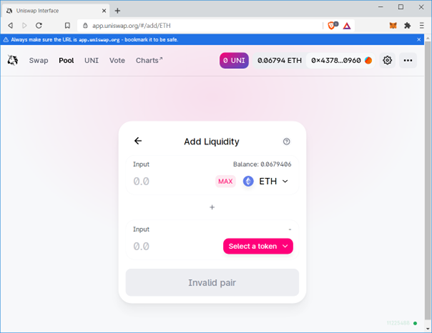 Uniswap Interface
app.uniswap.org/#/add/ETH
Always make sure the URL is app.uniswap.org - bookmark it to be safe.
Swap Pool UNI Vote Charts 0 UNI 0.06794 ETH 0×4378...0960
Add Liquidity
Input Balance: 0.0679406
0.0 MAX ETH
+
Input -
0.0 Select a token
Invalid pair